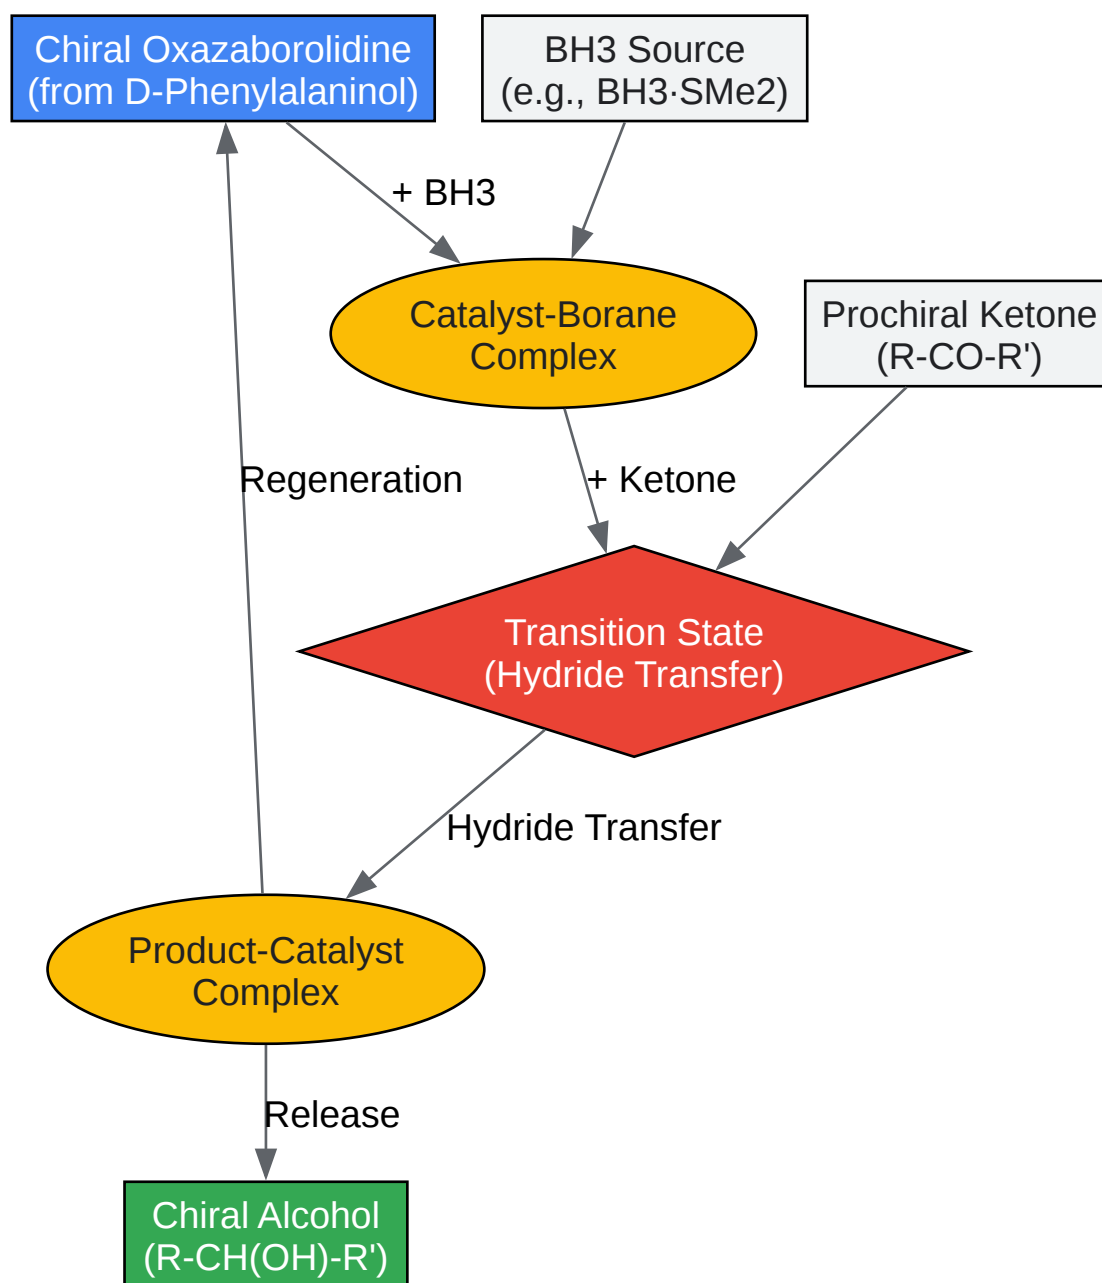 Chiral Oxazaborolidine
(from D-Phenylalaninol)
BH3 Source
(e.g., BH3·SMe2)
+ BH3
Catalyst-Borane
Complex
Prochiral Ketone
(R-CO-R')
Regeneration
+ Ketone
Transition State
(Hydride Transfer)
Hydride Transfer
Product-Catalyst
Complex
Release
Chiral Alcohol
(R-CH(OH)-R')